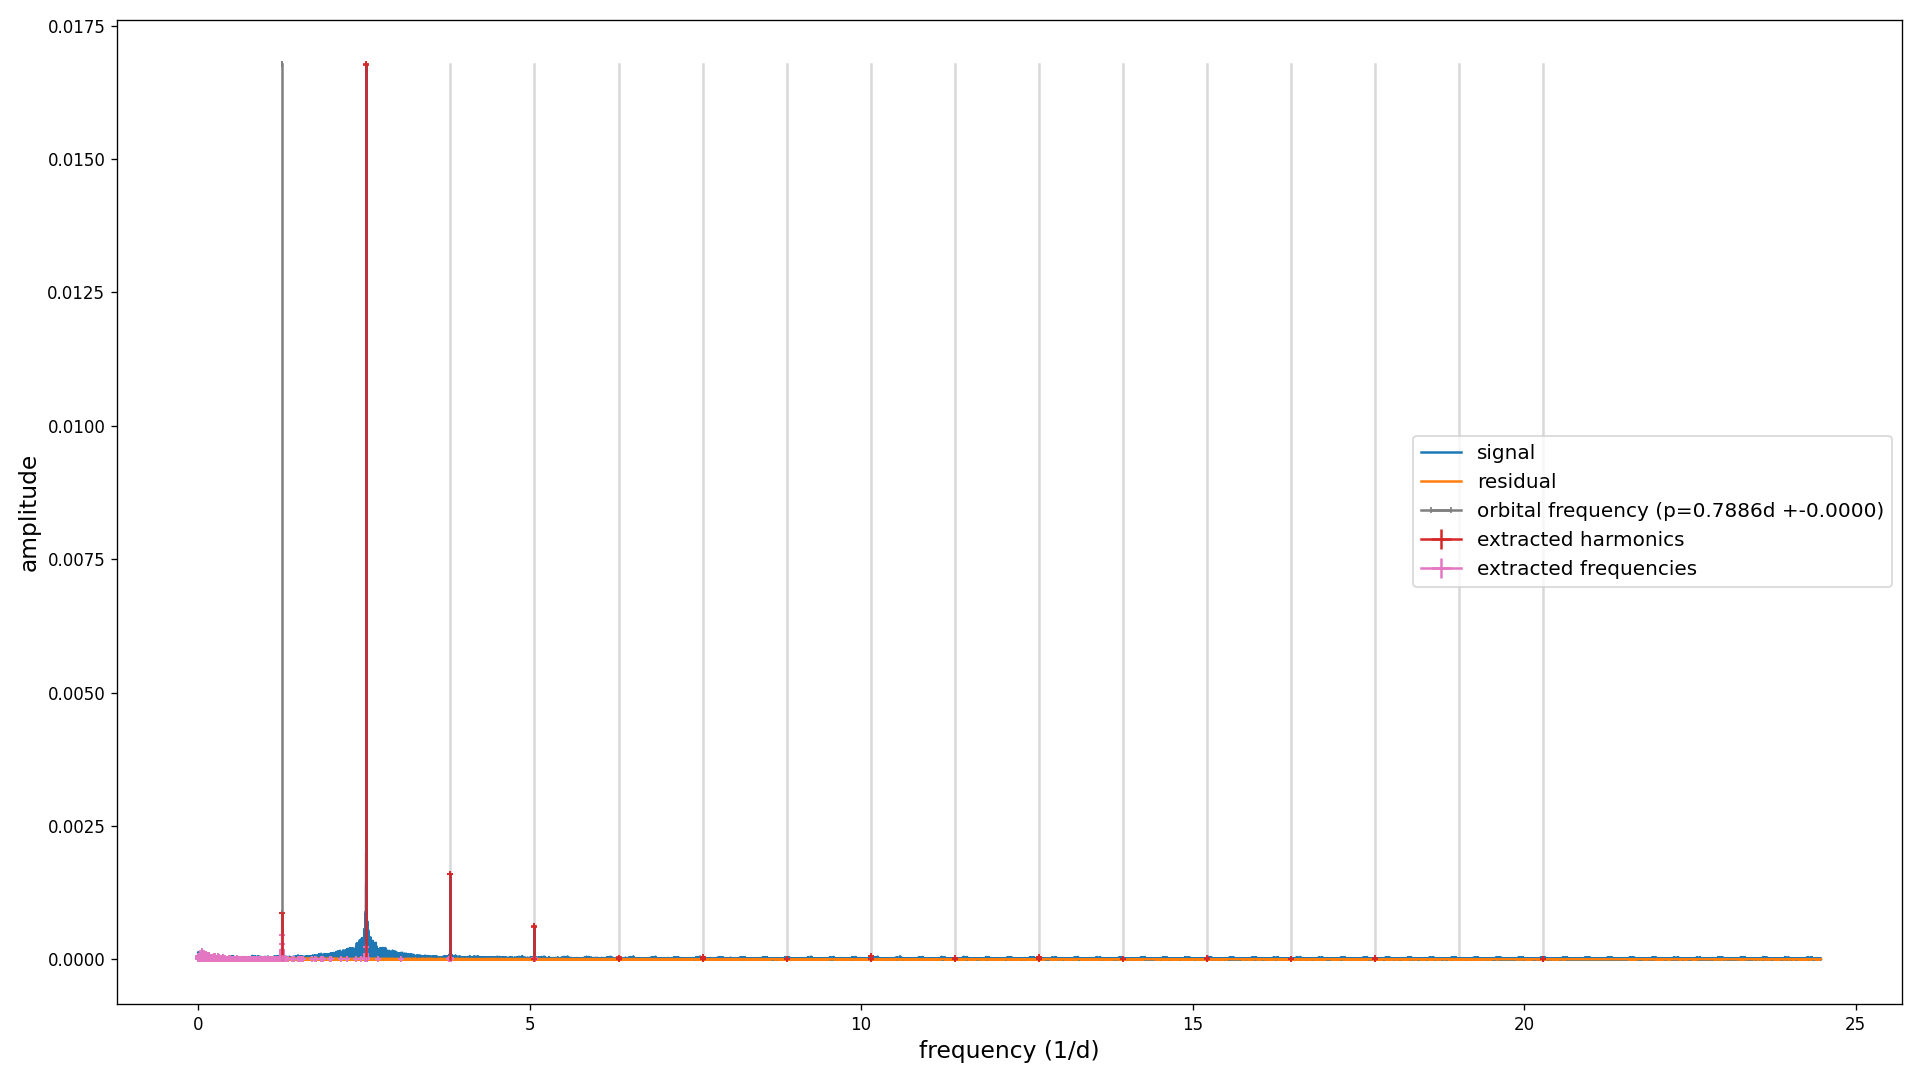 0.0175
0.0150
0.0125
0.0100
0.0075
0.0050
0.0025
0.0000
amplitude
signal
residual
orbital frequency (p=0.7886d +-0.0000)
extracted harmonics
extracted frequencies
0 5 10 15 20 25
frequency (1/d)